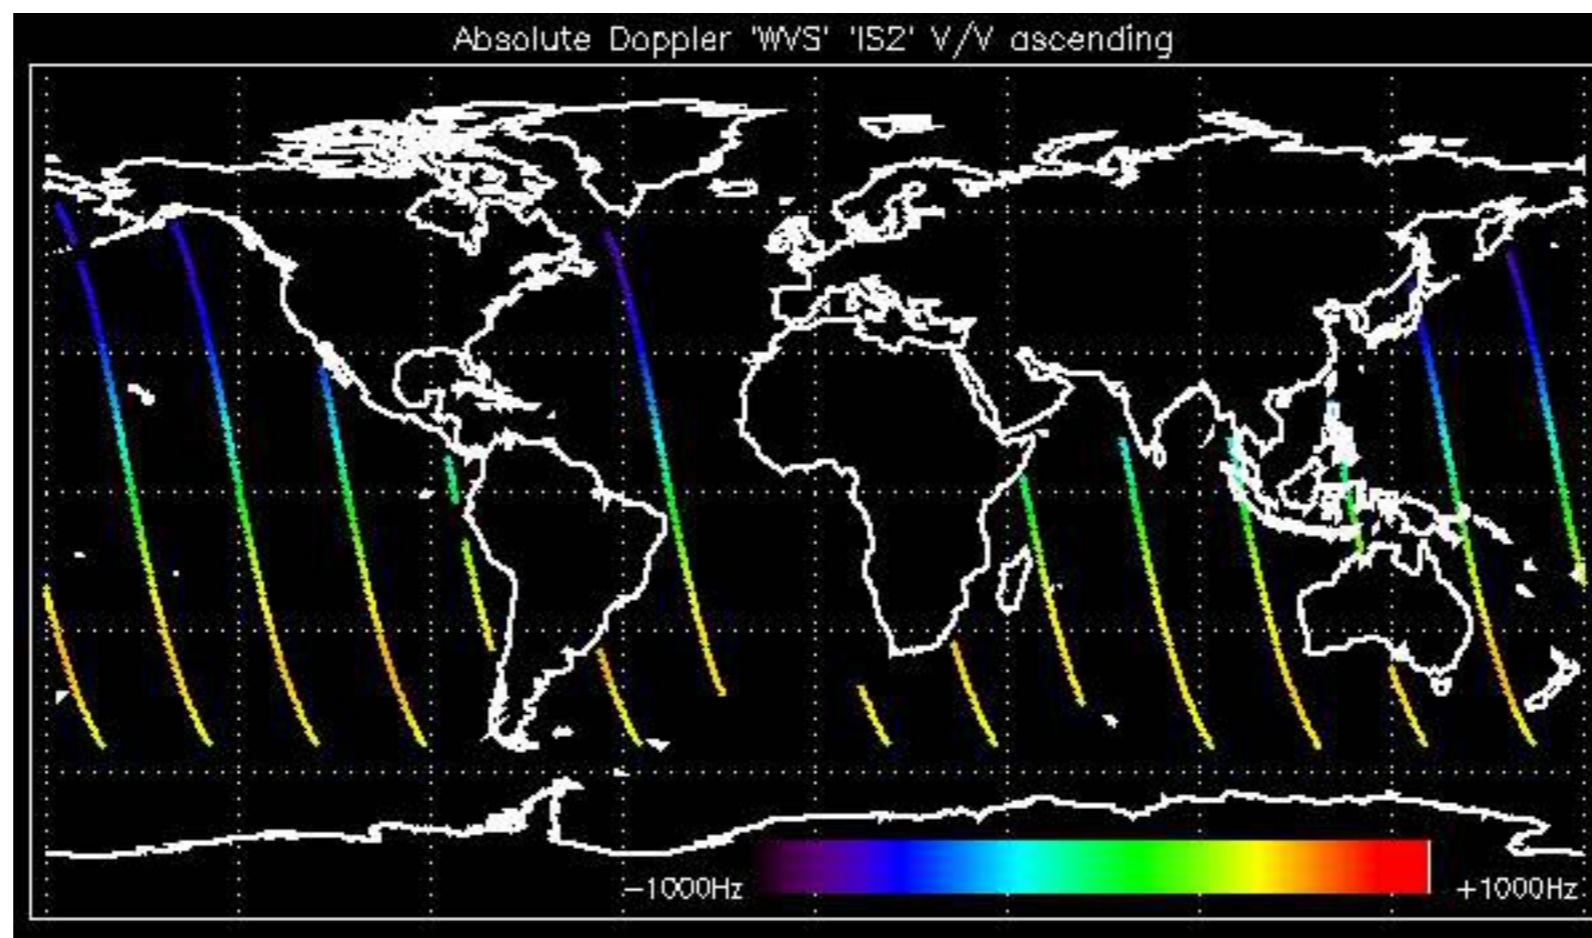 Absolute Doppler 'WVS' 'IS2' V/V ascending
−1000Hz +1000Hz